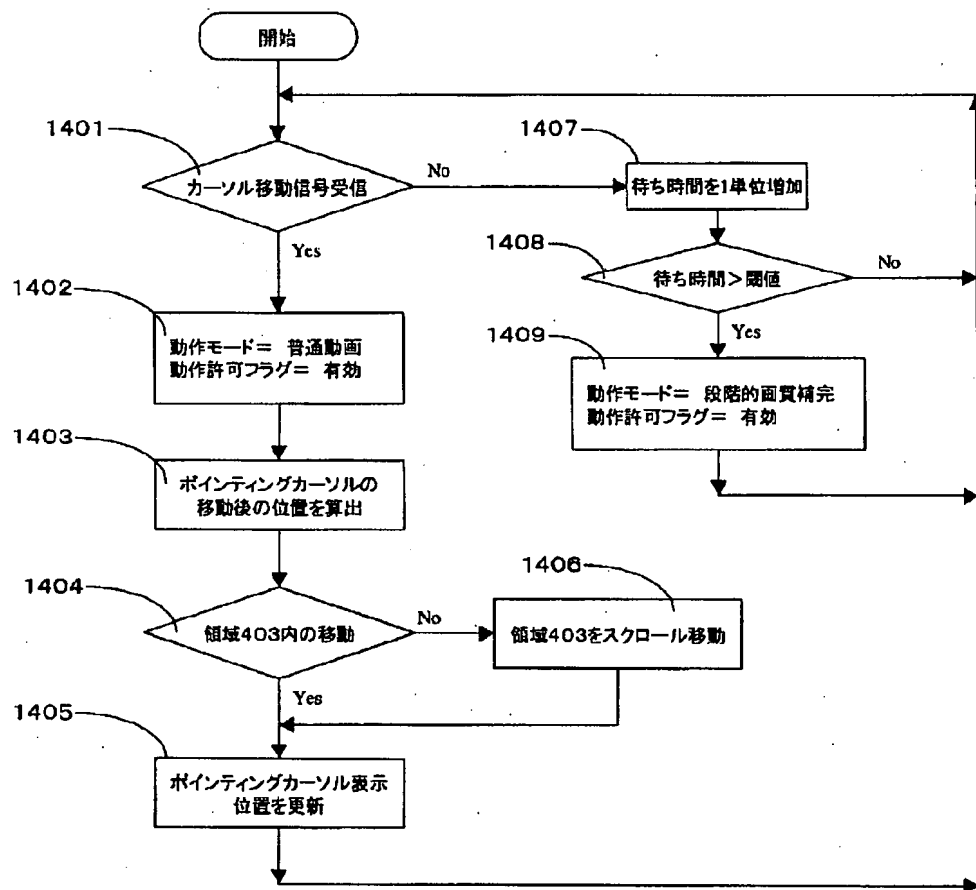 開始
1401
カーソル移動信号受信
No
Yes
1407
待ち時間を1単位増加
1408
待ち時間>閾値
No
Yes
1402
動作モード= 普通動画
動作許可フラグ= 有効
1409
動作モード= 段階的画質補完
動作許可フラグ= 有効
1403
ポインティングカーソルの
移動後の位置を算出
1404
領域403内の移動
No
Yes
1406
領域403をスクロール移動
1405
ポインティングカーソル表示
位置を更新